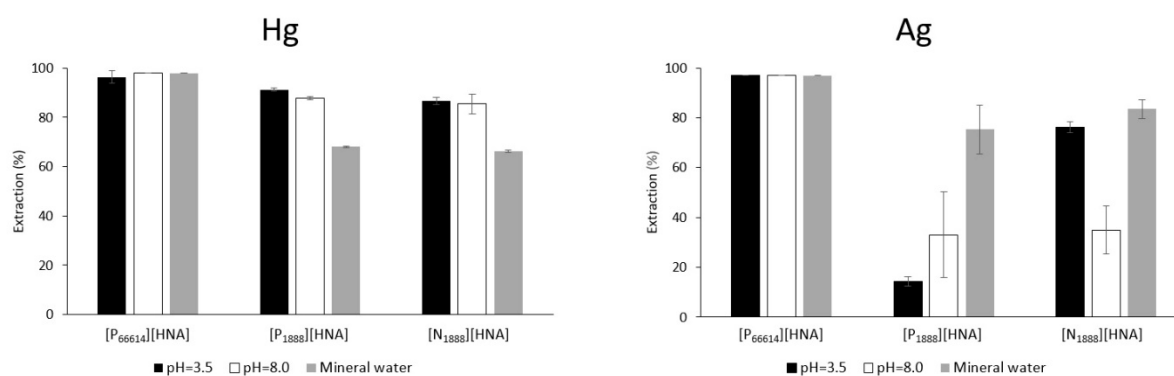 Hg
Extraction (%)
100
80
60
40
20
0
[P₆₆₆₁₄][HNA] [P₁₈₈₈][HNA] [N₁₈₈₈][HNA]
pH=3.5 pH=8.0 Mineral water
Ag
Extraction (%)
100
80
60
40
20
0
[P₆₆₆₁₄][HNA] [P₁₈₈₈][HNA] [N₁₈₈₈][HNA]
pH=3.5 pH=8.0 Mineral water